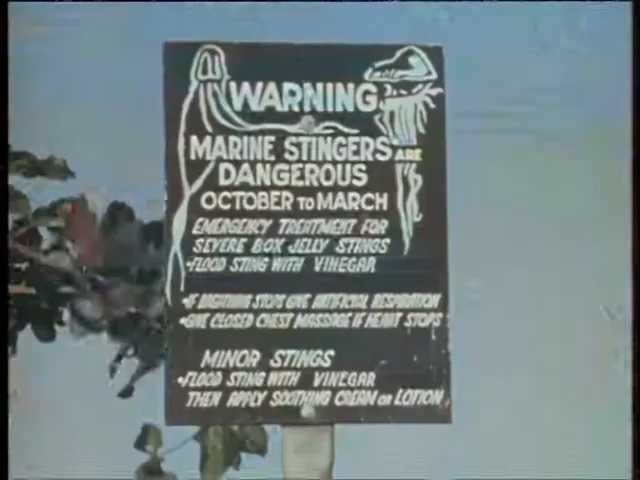 WARNING
MARINE STINGERS ARE
DANGEROUS
OCTOBER TO MARCH
EMERGENCY TREATMENT FOR
SEVERE BOX JELLY STINGS
•FLOOD STING WITH VINEGAR
•IF BREATHING STOPS GIVE ARTIFICIAL RESPIRATION
•GIVE CLOSED CHEST MASSAGE IF HEART STOPS
MINOR STINGS
•FLOOD STING WITH VINEGAR
THEN APPLY SOOTHING CREAM OR LOTION